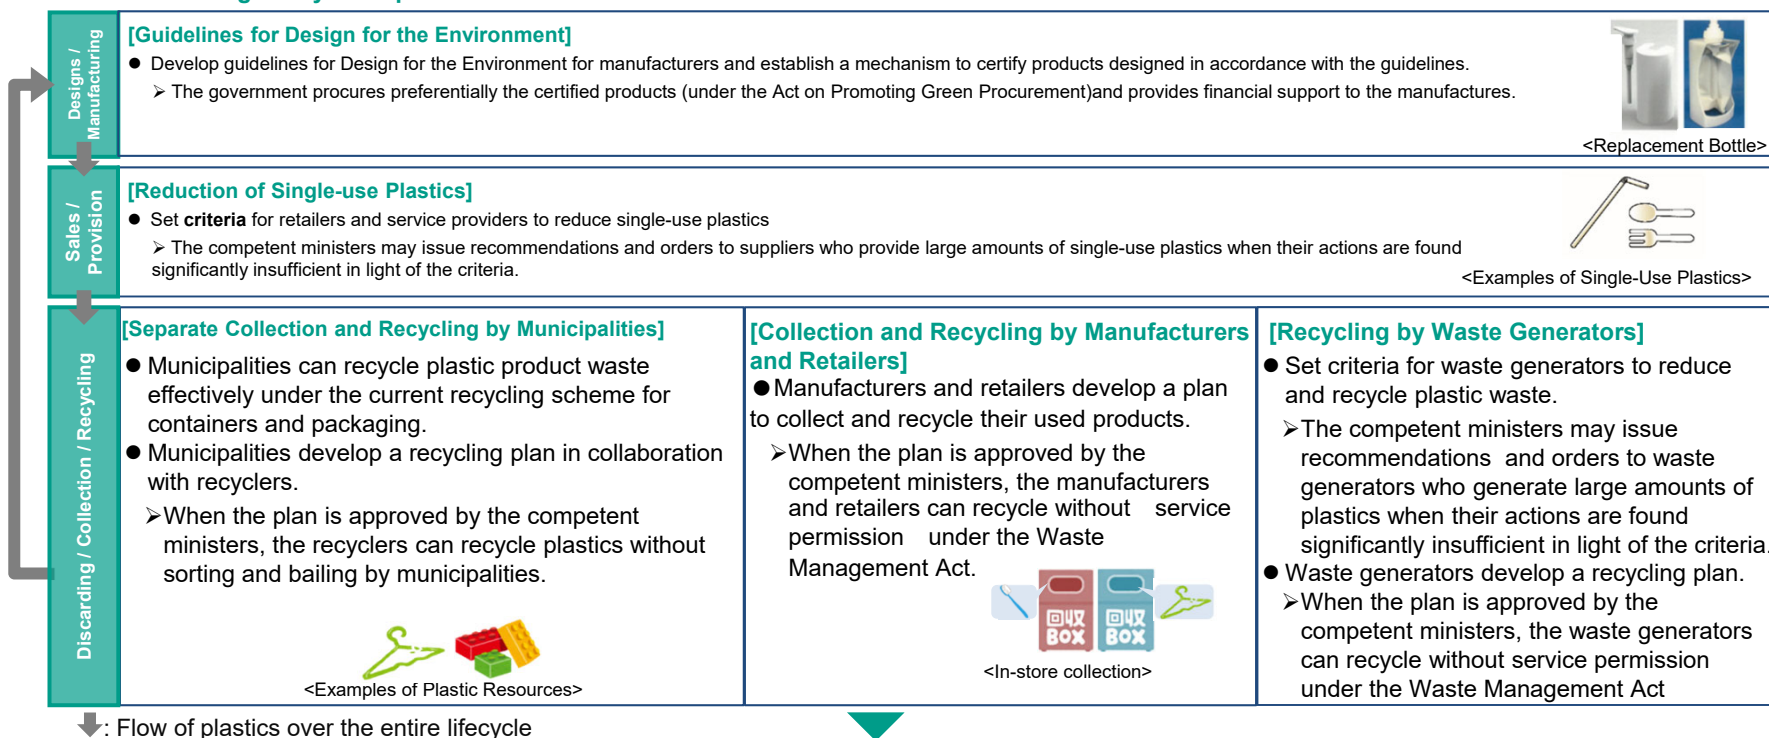 Designs /
Manufacturing
[Guidelines for Design for the Environment]
● Develop guidelines for Design for the Environment for manufacturers and establish a mechanism to certify products designed in accordance with the guidelines.
➢ The government procures preferentially the certified products (under the Act on Promoting Green Procurement)and provides financial support to the manufactures.
<Replacement Bottle>
Sales /
Provision
[Reduction of Single-use Plastics]
● Set criteria for retailers and service providers to reduce single-use plastics
➢ The competent ministers may issue recommendations and orders to suppliers who provide large amounts of single-use plastics when their actions are found
significantly insufficient in light of the criteria.
<Examples of Single-Use Plastics>
Discarding / Collection / Recycling
[Separate Collection and Recycling by Municipalities]
● Municipalities can recycle plastic product waste
effectively under the current recycling scheme for
containers and packaging.
● Municipalities develop a recycling plan in collaboration
with recyclers.
➢When the plan is approved by the competent
ministers, the recyclers can recycle plastics without
sorting and bailing by municipalities.
<Examples of Plastic Resources>
[Collection and Recycling by Manufacturers
and Retailers]
●Manufacturers and retailers develop a plan
to collect and recycle their used products.
➢When the plan is approved by the
competent ministers, the manufacturers
and retailers can recycle without service
permission under the Waste
Management Act.
回収
BOX
回収
BOX
<In-store collection>
[Recycling by Waste Generators]
● Set criteria for waste generators to reduce
and recycle plastic waste.
➢The competent ministers may issue
recommendations and orders to waste
generators who generate large amounts of
plastics when their actions are found
significantly insufficient in light of the criteria.
● Waste generators develop a recycling plan.
➢When the plan is approved by the
competent ministers, the waste generators
can recycle without service permission
under the Waste Management Act
: Flow of plastics over the entire lifecycle